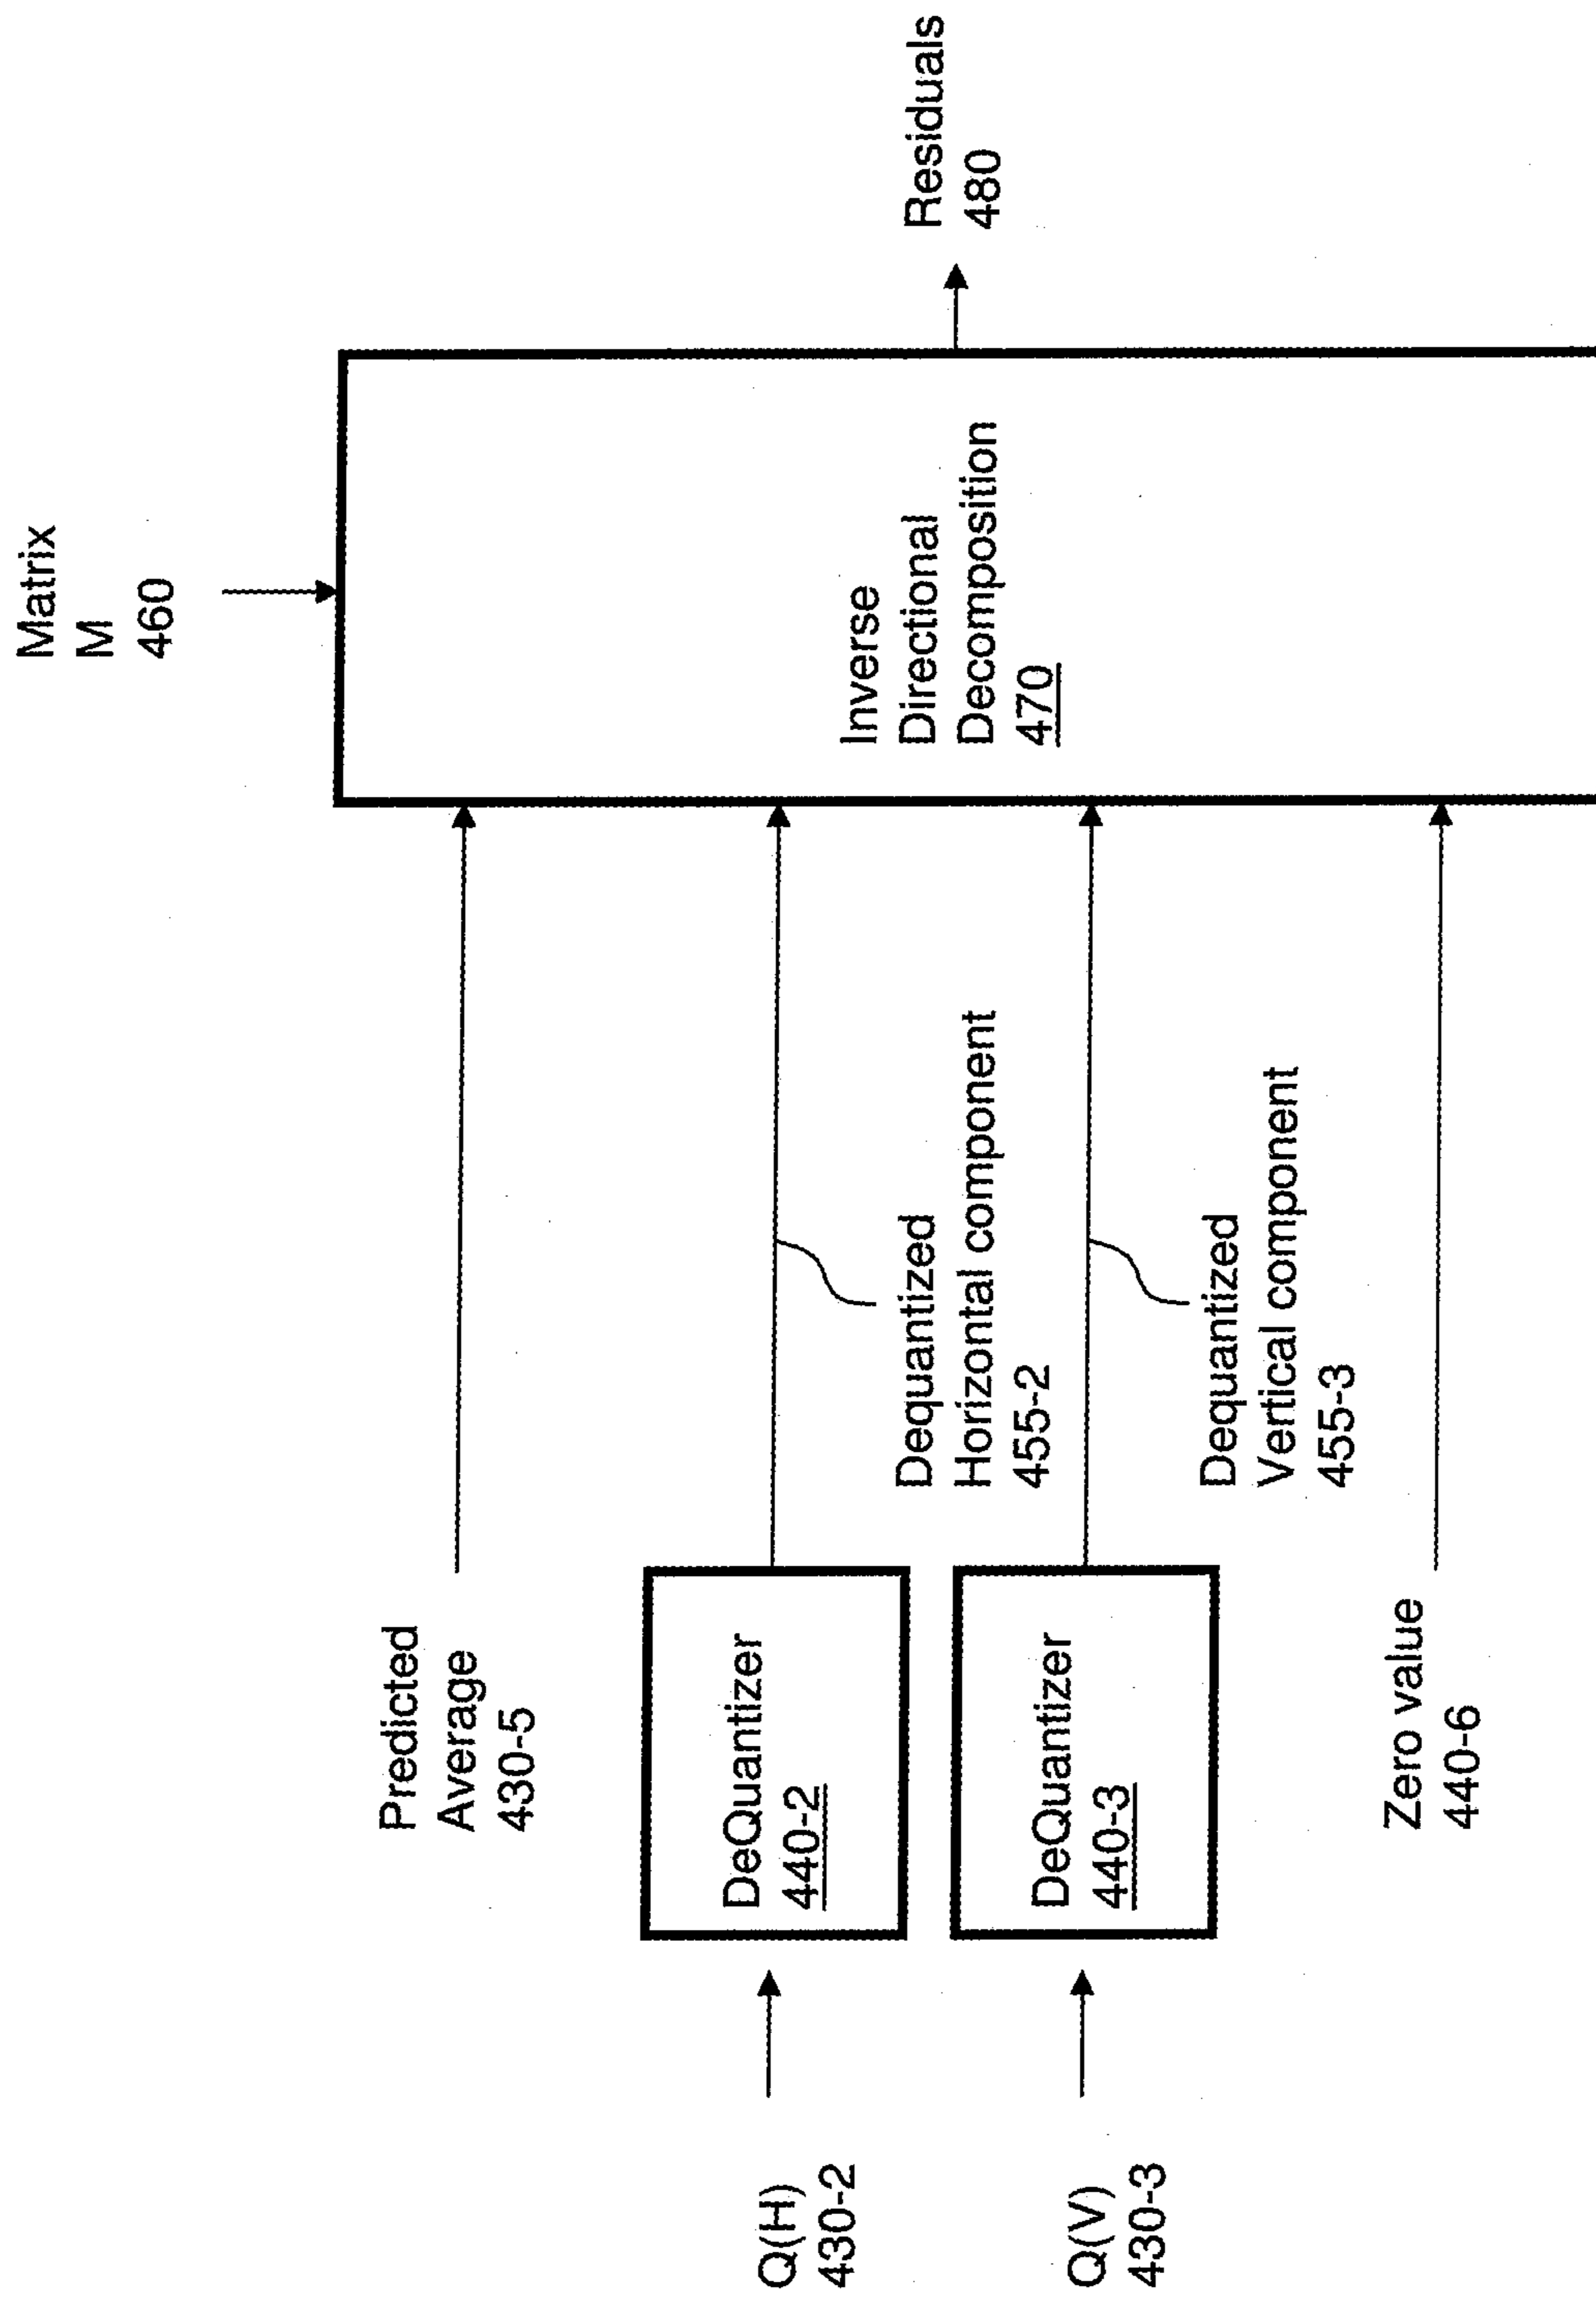 Matrix
M
460
Predicted
Average
430-5
Q(H)
430-2
DeQuantizer
440-2
Dequantized
Horizontal component
455-2
Inverse
Directional
Decomposition
470
Residuals
480
Q(V)
430-3
DeQuantizer
440-3
Dequantized
Vertical component
455-3
Zero value
440-6